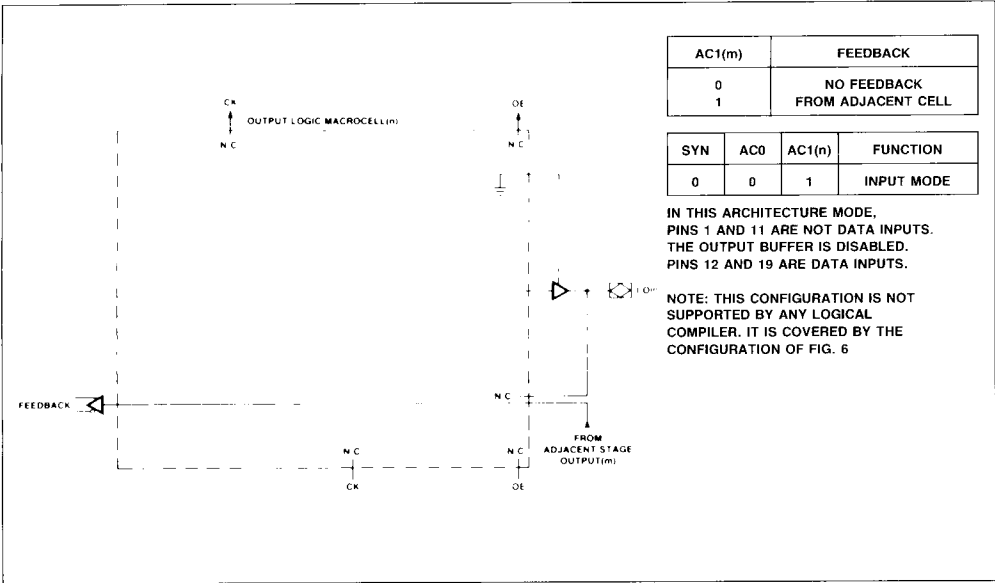 AC1(m) FEEDBACK
0 NO FEEDBACK
1 FROM ADJACENT CELL
CK
OUTPUT LOGIC MACROCELL(n)
N C
OE
N C
SYN AC0 AC1(n) FUNCTION
0 0 1 INPUT MODE
IN THIS ARCHITECTURE MODE,
PINS 1 AND 11 ARE NOT DATA INPUTS.
THE OUTPUT BUFFER IS DISABLED.
PINS 12 AND 19 ARE DATA INPUTS.
NOTE: THIS CONFIGURATION IS NOT
SUPPORTED BY ANY LOGICAL
COMPILER. IT IS COVERED BY THE
CONFIGURATION OF FIG. 6
N C
FEEDBACK
FROM
ADJACENT STAGE
OUTPUT(m)
N C
CK
N C
OE